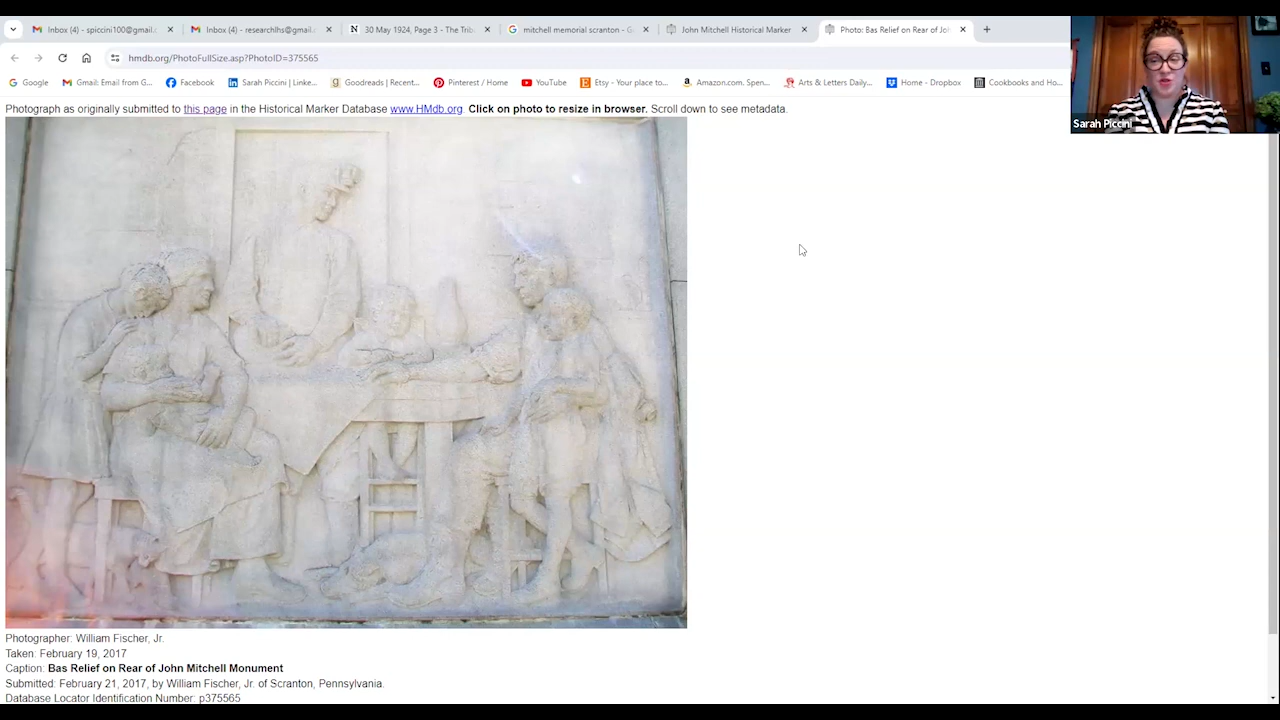 Inbox (4) - spiccini100@gmail.c
Inbox (4) - researchlhs@gmail.
30 May 1924, Page 3 - The Trib
mitchell memorial scranton - G
John Mitchell Historical Marker
Photo: Bas Relief on Rear of Jo
hmdb.org/PhotoFullSize.asp?PhotoID=375565
Google
Gmail: Email from G...
Facebook
Sarah Piccini | Linke...
Goodreads | Recent...
Pinterest / Home
YouTube
Etsy - Your place to...
Amazon.com. Spen...
Arts & Letters Daily...
Home - Dropbox
Cookbooks and Ho...
Photograph as originally submitted to this page in the Historical Marker Database www.HMdb.org. Click on photo to resize in browser. Scroll down to see metadata.
Sarah Piccini
Photographer: William Fischer, Jr.
Taken: February 19, 2017
Caption: Bas Relief on Rear of John Mitchell Monument
Submitted: February 21, 2017, by William Fischer, Jr. of Scranton, Pennsylvania.
Database Locator Identification Number: p375565